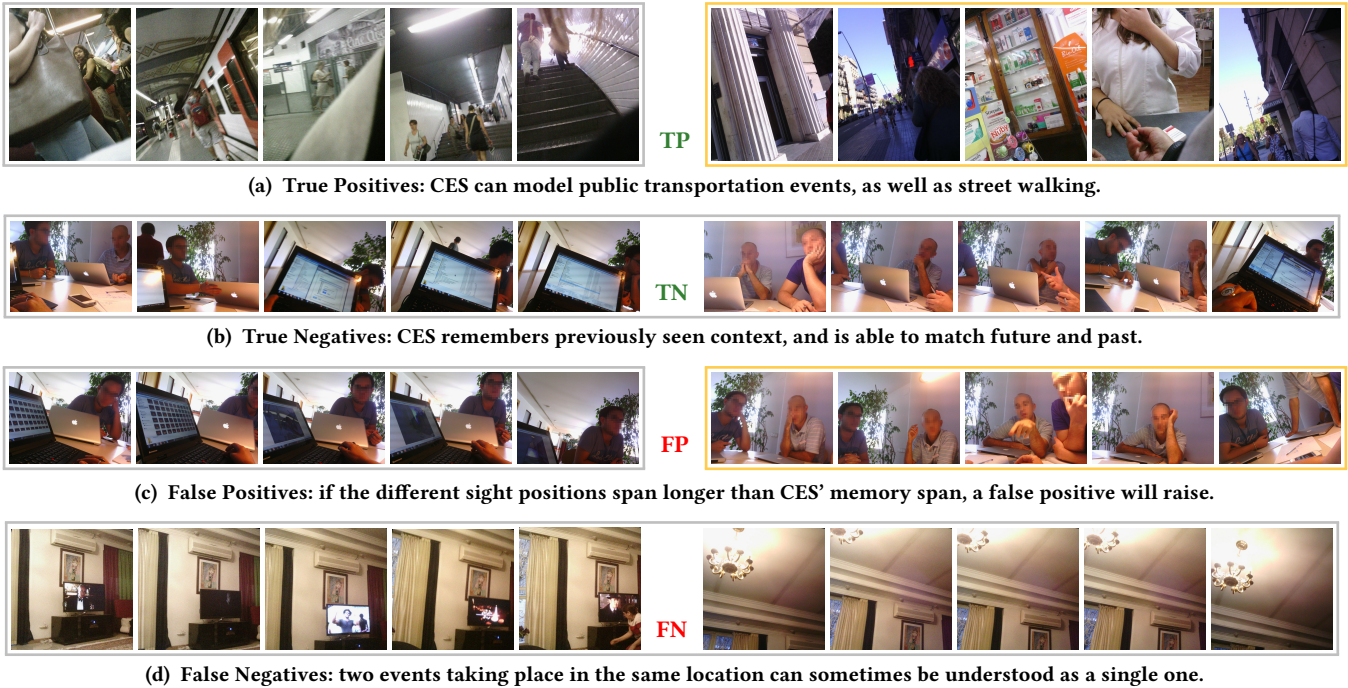 TP
(a) True Positives: CES can model public transportation events, as well as street walking.
TN
(b) True Negatives: CES remembers previously seen context, and is able to match future and past.
FP
(c) False Positives: if the different sight positions span longer than CES' memory span, a false positive will raise.
FN
(d) False Negatives: two events taking place in the same location can sometimes be understood as a single one.